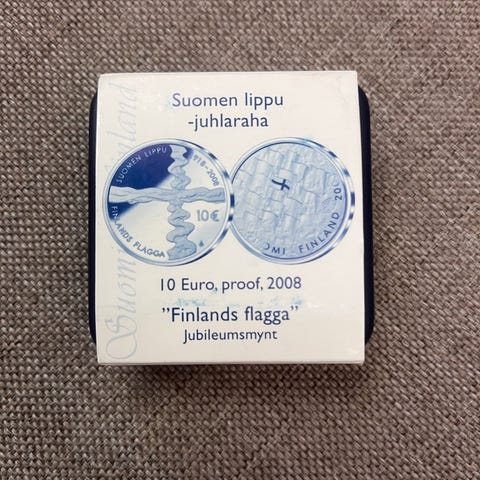 Suomen lippu
-juhlaraha
SUOMEN LIPPU
1918-2008
10€
FINLANDS FLAGGA
SUOMI FINLAND 20
10 Euro, proof, 2008
"Finlands flagga"
Jubileumsmynt
Suomi Finland